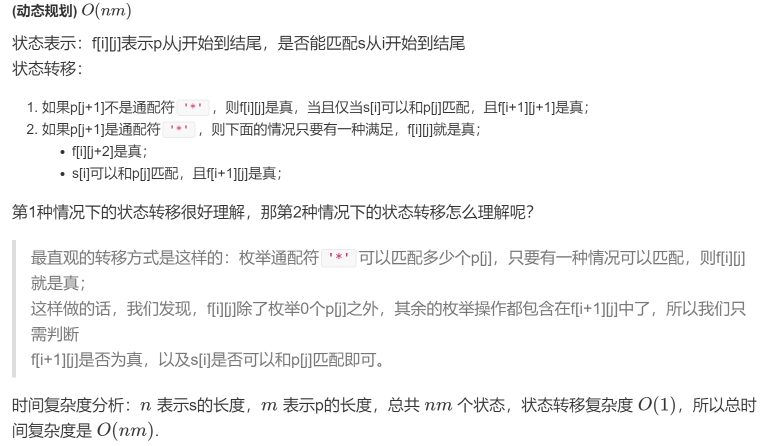 (动态规划) O(nm)
状态表示：f[i][j]表示p从j开始到结尾，是否能匹配s从i开始到结尾
状态转移：
1. 如果p[j+1]不是通配符 '*' ，则f[i][j]是真，当且仅当s[i]可以和p[j]匹配，且f[i+1][j+1]是真；
2. 如果p[j+1]是通配符 '*' ，则下面的情况只要有一种满足，f[i][j]就是真；
• f[i][j+2]是真；
• s[i]可以和p[j]匹配，且f[i+1][j]是真；
第1种情况下的状态转移很好理解，那第2种情况下的状态转移怎么理解呢？
最直观的转移方式是这样的：枚举通配符 '*' 可以匹配多少个p[j]，只要有一种情况可以匹配，则f[i][j]
就是真；
这样做的话，我们发现，f[i][j]除了枚举0个p[j]之外，其余的枚举操作都包含在f[i+1][j]中了，所以我们只
需判断
f[i+1][j]是否为真，以及s[i]是否可以和p[j]匹配即可。
时间复杂度分析：n 表示s的长度，m 表示p的长度，总共 nm 个状态，状态转移复杂度 O(1)，所以总时
间复杂度是 O(nm).